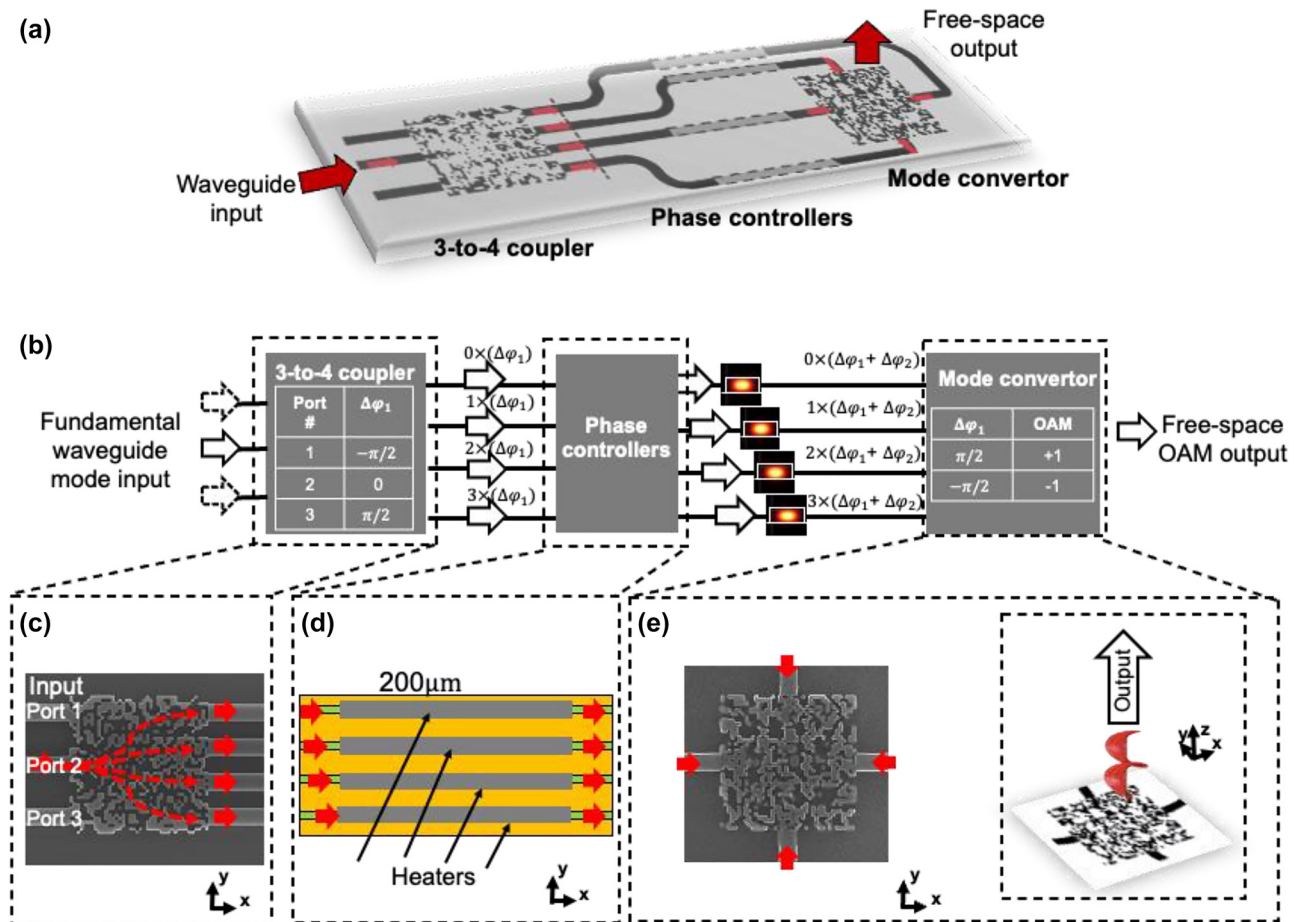 (a)
Free-space
output
Waveguide
input
Mode convertor
Phase controllers
3-to-4 coupler
(b)
Fundamental
waveguide
mode input
3-to-4 coupler
Port
#
Δφ₁
1
−π/2
2
0
3
π/2
0×(Δφ₁)
1×(Δφ₁)
2×(Δφ₁)
3×(Δφ₁)
Phase
controllers
0×(Δφ₁+ Δφ₂)
1×(Δφ₁+ Δφ₂)
2×(Δφ₁+ Δφ₂)
3×(Δφ₁+ Δφ₂)
Mode convertor
Δφ₁ OAM
π/2 +1
−π/2 -1
Free-space
OAM output
(c)
Input
Port 1
Port 2
Port 3
y
x
(d)
200μm
Heaters
y
x
(e)
y
x
Output
y z
x